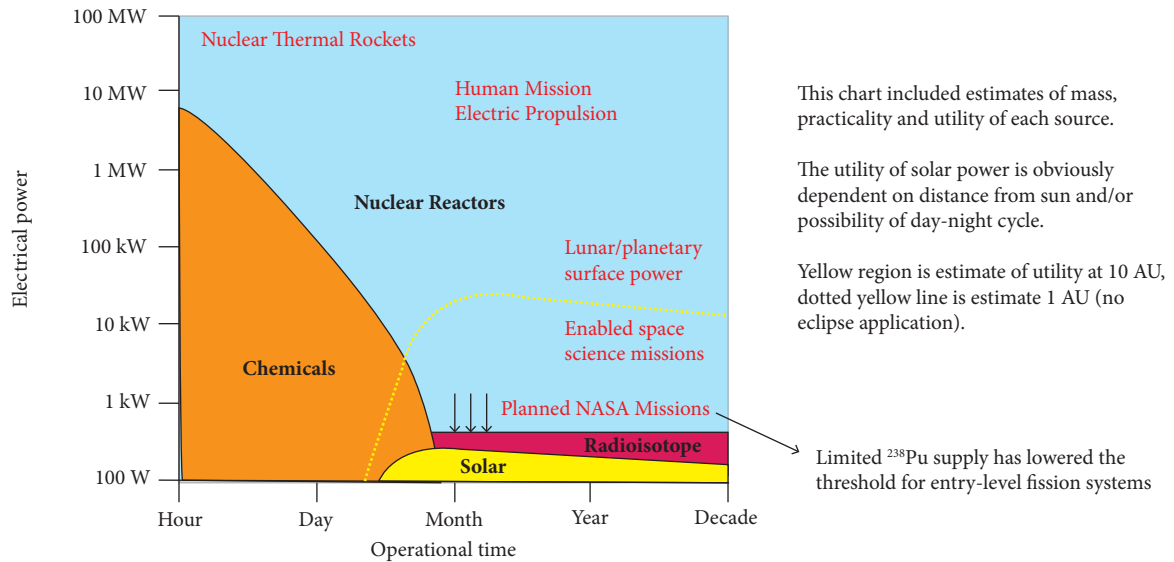 100 MW
10 MW
1 MW
100 kW
10 kW
1 kW
100 W
Electrical power
Nuclear Thermal Rockets
Human Mission
Electric Propulsion
Nuclear Reactors
Lunar/planetary
surface power
Enabled space
science missions
Chemicals
Planned NASA Missions
Radioisotope
Solar
Hour
Day
Month
Year
Decade
Operational time
This chart included estimates of mass,
practicality and utility of each source.
The utility of solar power is obviously
dependent on distance from sun and/or
possibility of day-night cycle.
Yellow region is estimate of utility at 10 AU,
dotted yellow line is estimate 1 AU (no
eclipse application).
Limited ²³⁸Pu supply has lowered the
threshold for entry-level fission systems